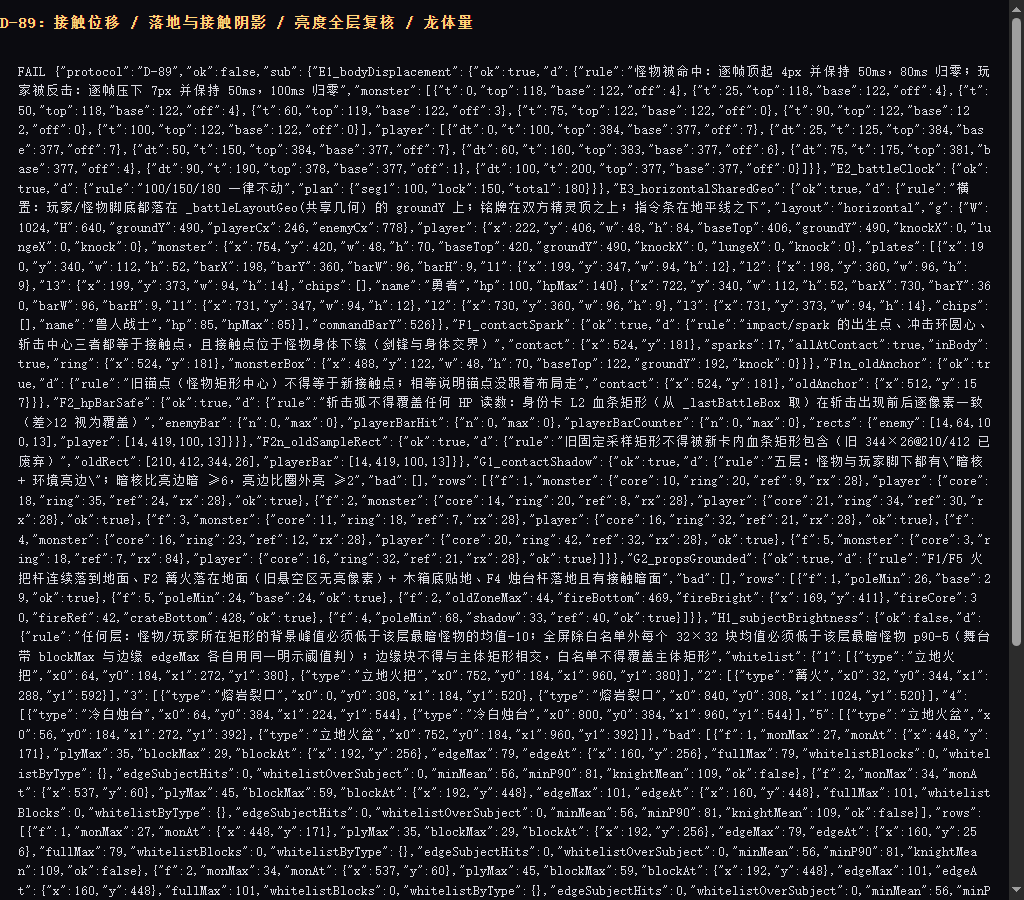 D-89: 接触位移 / 落地与接触阴影 / 亮度全层复核 / 龙体量
FAIL {"protocol":"D-89","ok":false,"sub":{"E1_bodyDisplacement":{"ok":true,"d":{"rule":"怪物被命中: 逐帧顶起 4px 并保持 50ms, 80ms 归零; 玩
家被反击: 逐帧压下 7px 并保持 50ms, 100ms 归零","monster":[{"t":0,"top":118,"base":122,"off":4},{"t":25,"top":118,"base":122,"off":4},{"t":
50,"top":118,"base":122,"off":4},{"t":60,"top":119,"base":122,"off":3},{"t":75,"top":122,"base":122,"off":0},{"t":90,"top":122,"base":12
2,"off":0},{"t":100,"top":122,"base":122,"off":0}],"player":[{"dt":0,"t":100,"top":384,"base":377,"off":7},{"dt":25,"t":125,"top":384,"bas
e":377,"off":7},{"dt":50,"t":150,"top":384,"base":377,"off":7},{"dt":60,"t":160,"top":383,"base":377,"off":6},{"dt":75,"t":175,"top":381,"b
ase":377,"off":4},{"dt":90,"t":190,"top":378,"base":377,"off":1},{"dt":100,"t":200,"top":377,"base":377,"off":0}]}},"E2_battleClock":{"ok":
true,"d":{"rule":"100/150/180 一律不动","plan":{"seg1":100,"lock":150,"total":180}}},"E3_horizontalSharedGeo":{"ok":true,"d":{"rule":"横
置: 玩家/怪物脚底都落在 _battleLayoutGeo(共享几何) 的 groundY 上; 铭牌在双方精灵顶之上; 指令条在地平线之下","layout":"horizontal","g":{"W":
1024,"H":640,"groundY":490,"playerCx":246,"enemyCx":778},"player":{"x":222,"y":406,"w":48,"h":84,"baseTop":406,"groundY":490,"knockX":0,"lu
ngeX":0,"knock":0},"monster":{"x":754,"y":420,"w":48,"h":70,"baseTop":420,"groundY":490,"knockX":0,"lungeX":0,"knock":0},"plates":[{"x":19
0,"y":340,"w":112,"h":52,"barX":198,"barY":360,"barW":96,"barH":9,"l1":{"x":199,"y":347,"w":94,"h":12},"l2":{"x":198,"y":360,"w":96,"h":
9},"l3":{"x":199,"y":373,"w":94,"h":14},"chips":[],"name":"勇者","hp":100,"hpMax":140},{"x":722,"y":340,"w":112,"h":52,"barX":730,"barY":36
0,"barW":96,"barH":9,"l1":{"x":731,"y":347,"w":94,"h":12},"l2":{"x":730,"y":360,"w":96,"h":9},"l3":{"x":731,"y":373,"w":94,"h":14},"chips":
[],"name":"兽人战士","hp":85,"hpMax":85}],"commandBarY":526}},"F1_contactSpark":{"ok":true,"d":{"rule":"impact/spark 的出生点、冲击环圆心、
斩击中心三者都等于接触点, 且接触点位于怪物身体下缘 (剑锋与身体交界)","contact":{"x":524,"y":181},"sparks":17,"allAtContact":true,"inBody":
true,"ring":{"x":524,"y":181},"monsterBox":{"x":488,"y":122,"w":48,"h":70,"baseTop":122,"groundY":192,"knock":0}}},"F1n_oldAnchor":{"ok":tr
ue,"d":{"rule":"旧锚点 (怪物矩形中心) 不得等于新接触点; 相等说明锚点没跟着布局走","contact":{"x":524,"y":181},"oldAnchor":{"x":512,"y":15
7}}},"F2_hpBarSafe":{"ok":true,"d":{"rule":"斩击弧不得覆盖任何 HP 读数: 身份卡 L2 血条矩形 (从 _lastBattleBox 取) 在斩击出现前后逐像素一致
(差>12 视为覆盖)","enemyBar":{"n":0,"max":0},"playerBarHit":{"n":0,"max":0},"playerBarCounter":{"n":0,"max":0},"rects":{"enemy":[14,64,10
0,13],"player":[14,419,100,13]}}},"F2n_oldSampleRect":{"ok":true,"d":{"rule":"旧固定采样矩形不得被新卡内血条矩形包含 (旧 344×26@210/412 已
废弃)","oldRect":[210,412,344,26],"playerBar":[14,419,100,13]}},"G1_contactShadow":{"ok":true,"d":{"rule":"五层: 怪物与玩家脚下都有\"暗核
+ 环境亮边\"; 暗核比亮边暗 ≥6, 亮边比圈外亮 ≥2","bad":[],"rows":[{"f":1,"monster":{"core":10,"ring":20,"ref":9,"rx":28},"player":{"core":
18,"ring":35,"ref":24,"rx":28},"ok":true},{"f":2,"monster":{"core":14,"ring":20,"ref":8,"rx":28},"player":{"core":21,"ring":34,"ref":30,"r
x":28},"ok":true},{"f":3,"monster":{"core":11,"ring":18,"ref":7,"rx":28},"player":{"core":16,"ring":32,"ref":21,"rx":28},"ok":true},{"f":
4,"monster":{"core":16,"ring":23,"ref":12,"rx":28},"player":{"core":20,"ring":42,"ref":32,"rx":28},"ok":true},{"f":5,"monster":{"core":3,"r
ing":18,"ref":7,"rx":84},"player":{"core":16,"ring":32,"ref":21,"rx":28},"ok":true}]}},"G2_propsGrounded":{"ok":true,"d":{"rule":"F1/F5 火
把杆连续落到地面、F2 篝火落在地面 (旧悬空区无亮像素) + 木箱底贴地、F4 烛台杆落地且有接触暗面","bad":[],"rows":[{"f":1,"poleMin":26,"base":2
9,"ok":true},{"f":5,"poleMin":24,"base":24,"ok":true},{"f":2,"oldZoneMax":44,"fireBottom":469,"fireBright":{"x":169,"y":411},"fireCore":3
0,"fireRef":42,"crateBottom":428,"ok":true},{"f":4,"poleMin":68,"shadow":33,"ref":40,"ok":true}]}},"H1_subjectBrightness":{"ok":false,"d":
{"rule":"任何层: 怪物/玩家所在矩形的背景峰值必须低于该层最暗怪物的均值-10; 全屏除白名单外每个 32×32 块均值必须低于该层最暗怪物 p90-5 (舞台
带 blockMax 与边缘 edgeMax 各自用同一明示阈值判); 边缘块不得与主体矩形相交, 白名单不得覆盖主体矩形","whitelist":{"1":[{"type":"立地火
把","x0":64,"y0":184,"x1":272,"y1":380},{"type":"立地火把","x0":752,"y0":184,"x1":960,"y1":380}],"2":[{"type":"篝火","x0":32,"y0":344,"x1":
288,"y1":592}],"3":[{"type":"熔岩裂口","x0":0,"y0":308,"x1":184,"y1":520},{"type":"熔岩裂口","x0":840,"y0":308,"x1":1024,"y1":520}],"4":
[{"type":"冷白烛台","x0":64,"y0":384,"x1":224,"y1":544},{"type":"冷白烛台","x0":800,"y0":384,"x1":960,"y1":544}],"5":[{"type":"立地火盆","x
0":56,"y0":184,"x1":272,"y1":392},{"type":"立地火盆","x0":752,"y0":184,"x1":960,"y1":392}]},"bad":[{"f":1,"monMax":27,"monAt":{"x":448,"y":
171},"plyMax":35,"blockMax":29,"blockAt":{"x":192,"y":256},"edgeMax":79,"edgeAt":{"x":160,"y":256},"fullMax":79,"whitelistBlocks":0,"whitel
istByType":{},"edgeSubjectHits":0,"whitelistOverSubject":0,"minMean":56,"minP90":81,"knightMean":109,"ok":false},{"f":2,"monMax":34,"monA
t":{"x":537,"y":60},"plyMax":45,"blockMax":59,"blockAt":{"x":192,"y":448},"edgeMax":101,"edgeAt":{"x":160,"y":448},"fullMax":101,"whitelist
Blocks":0,"whitelistByType":{},"edgeSubjectHits":0,"whitelistOverSubject":0,"minMean":56,"minP90":81,"knightMean":109,"ok":false}],"rows":
[{"f":1,"monMax":27,"monAt":{"x":448,"y":171},"plyMax":35,"blockMax":29,"blockAt":{"x":192,"y":256},"edgeMax":79,"edgeAt":{"x":160,"y":25
6},"fullMax":79,"whitelistBlocks":0,"whitelistByType":{},"edgeSubjectHits":0,"whitelistOverSubject":0,"minMean":56,"minP90":81,"knightMea
n":109,"ok":false},{"f":2,"monMax":34,"monAt":{"x":537,"y":60},"plyMax":45,"blockMax":59,"blockAt":{"x":192,"y":448},"edgeMax":101,"edgeA
t":{"x":160,"y":448},"fullMax":101,"whitelistBlocks":0,"whitelistByType":{},"edgeSubjectHits":0,"whitelistOverSubject":0,"minMean":56,"minP